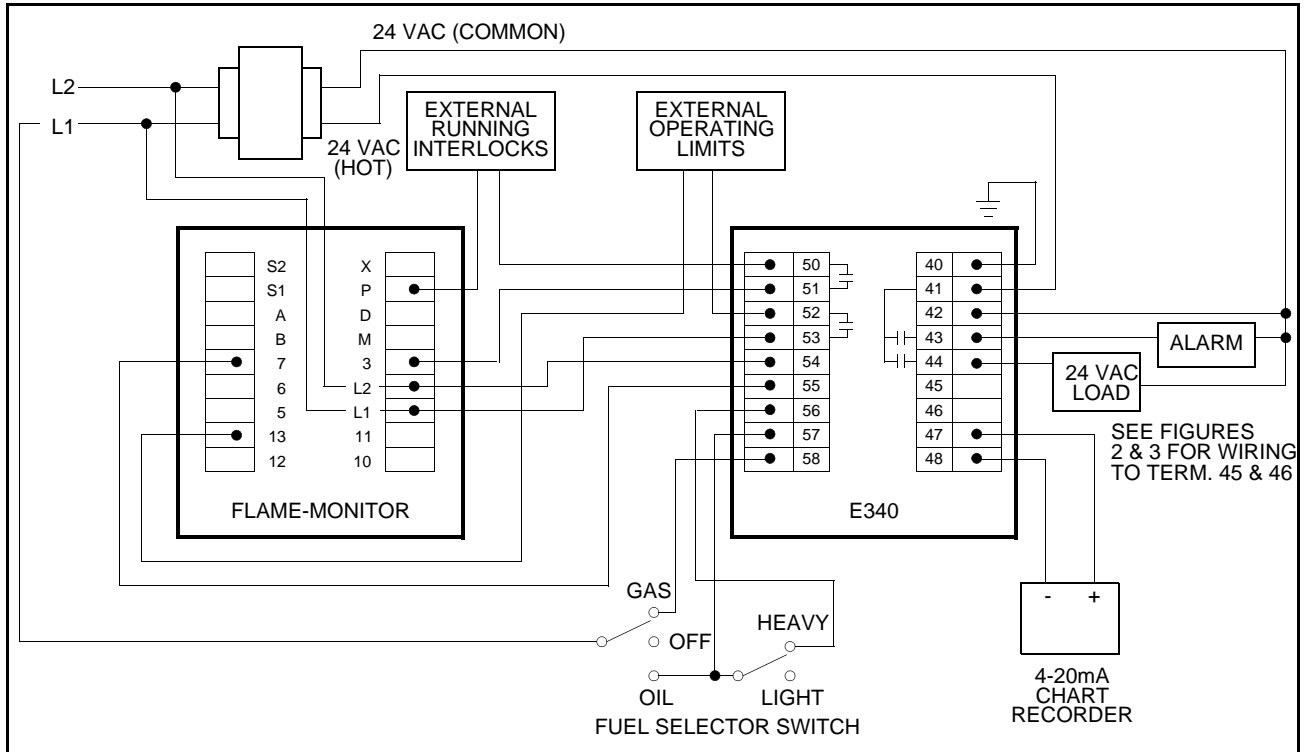 24 VAC (COMMON)
L2
L1
24 VAC
(HOT)
EXTERNAL
RUNNING
INTERLOCKS
EXTERNAL
OPERATING
LIMITS
S2
S1
A
B
7
6
5
13
12
X
P
D
M
3
L2
L1
11
10
FLAME-MONITOR
50
51
52
53
54
55
56
57
58
40
41
42
43
44
45
46
47
48
E340
ALARM
24 VAC
LOAD
SEE FIGURES
2 & 3 FOR WIRING
TO TERM. 45 & 46
GAS
OFF
OIL
HEAVY
LIGHT
FUEL SELECTOR SWITCH
- +
4-20mA
CHART
RECORDER